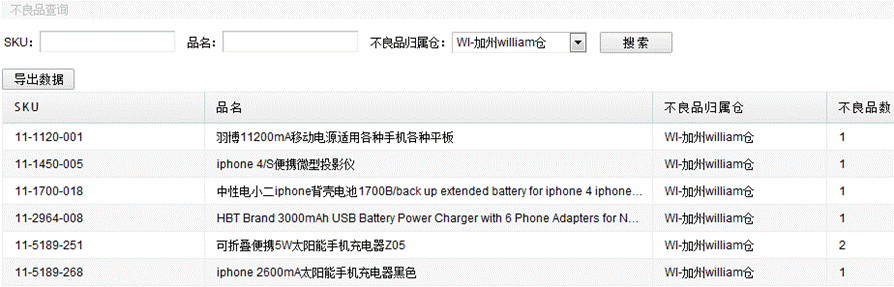 不良品查询
SKU： 品名： 不良品归属仓： WI-加州william仓 搜索
导出数据
SKU 品名 不良品归属仓 不良品数
11-1120-001 羽博11200mA移动电源适用各种手机各种平板 WI-加州william仓 1
11-1450-005 iphone 4/S便携微型投影仪 WI-加州william仓 1
11-1700-018 中性电小二iphone背壳电池1700B/back up extended battery for iphone 4 iphone... WI-加州william仓 1
11-2964-008 HBT Brand 3000mAh USB Battery Power Charger with 6 Phone Adapters for N... WI-加州william仓 1
11-5189-251 可折叠便携5W太阳能手机充电器Z05 WI-加州william仓 2
11-5189-268 iphone 2600mA太阳能手机充电器黑色 WI-加州william仓 1